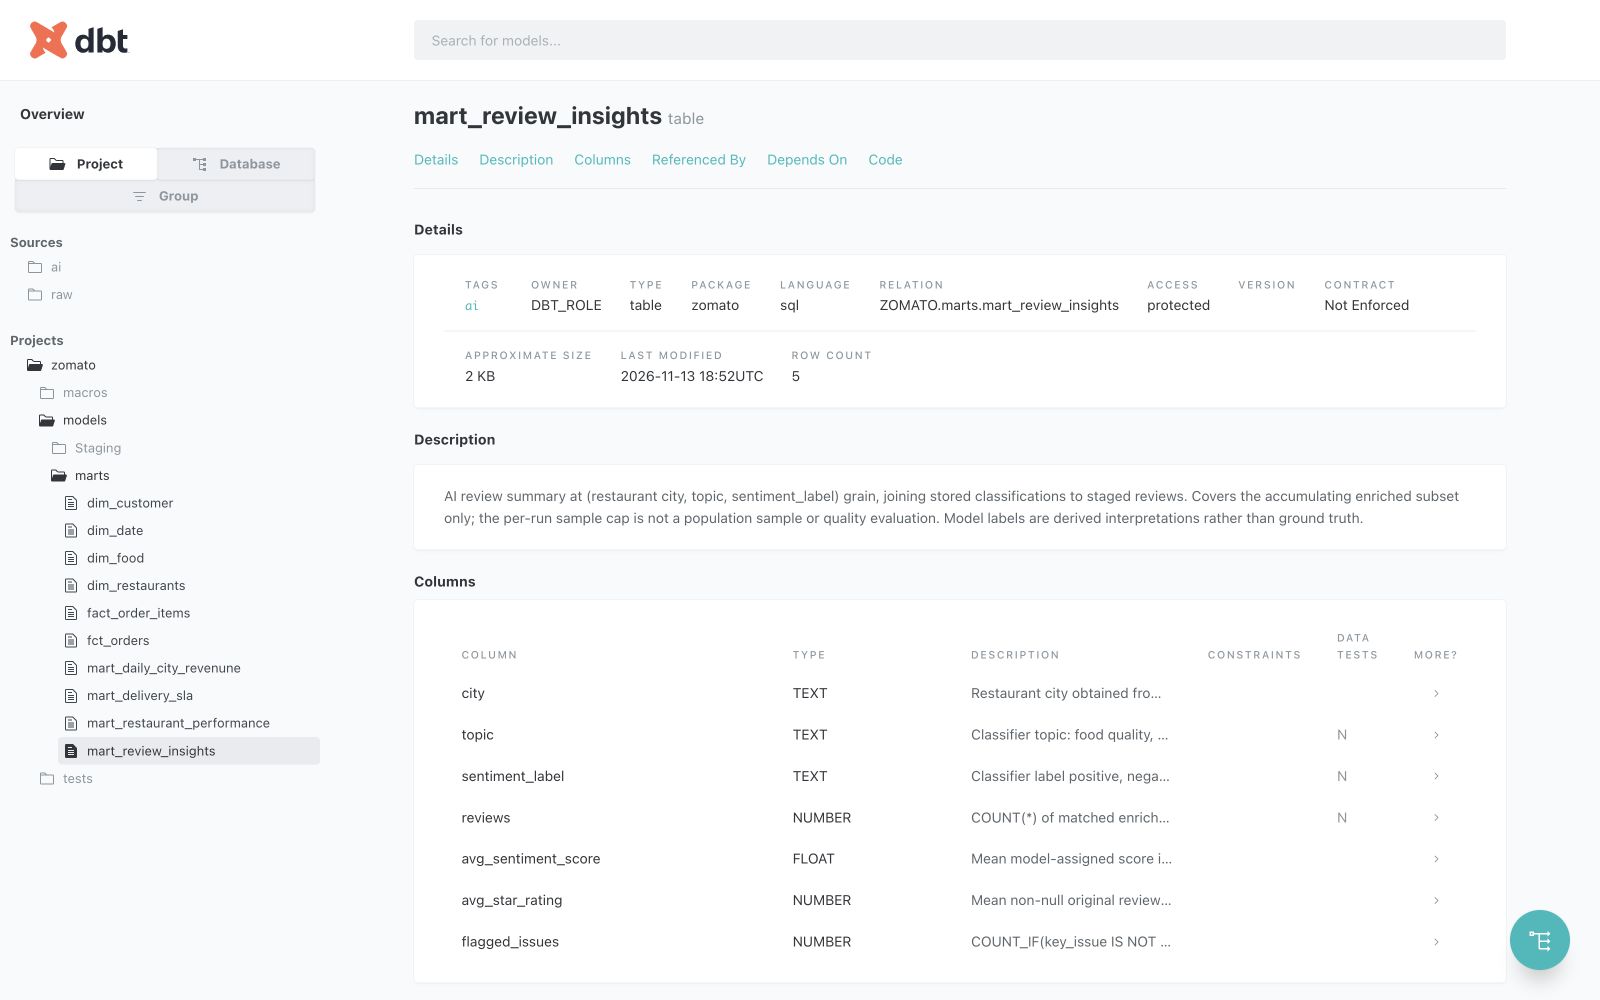 dbt
Search for models...
Overview
Project
Database
Group
Sources
ai
raw
Projects
zomato
macros
models
Staging
marts
dim_customer
dim_date
dim_food
dim_restaurants
fact_order_items
fct_orders
mart_daily_city_revenune
mart_delivery_sla
mart_restaurant_performance
mart_review_insights
tests
mart_review_insights table
Details Description Columns Referenced By Depends On Code
Details
TAGS OWNER TYPE PACKAGE LANGUAGE RELATION ACCESS VERSION CONTRACT
ai DBT_ROLE table zomato sql ZOMATO.marts.mart_review_insights protected Not Enforced
APPROXIMATE SIZE LAST MODIFIED ROW COUNT
2 KB 2026-11-13 18:52UTC 5
Description
AI review summary at (restaurant city, topic, sentiment_label) grain, joining stored classifications to staged reviews. Covers the accumulating enriched subset
only; the per-run sample cap is not a population sample or quality evaluation. Model labels are derived interpretations rather than ground truth.
Columns
COLUMN TYPE DESCRIPTION CONSTRAINTS DATA TESTS MORE?
city TEXT Restaurant city obtained fro...
topic TEXT Classifier topic: food quality, ... N
sentiment_label TEXT Classifier label positive, nega... N
reviews NUMBER COUNT(*) of matched enrich... N
avg_sentiment_score FLOAT Mean model-assigned score i...
avg_star_rating NUMBER Mean non-null original review...
flagged_issues NUMBER COUNT_IF(key_issue IS NOT ...